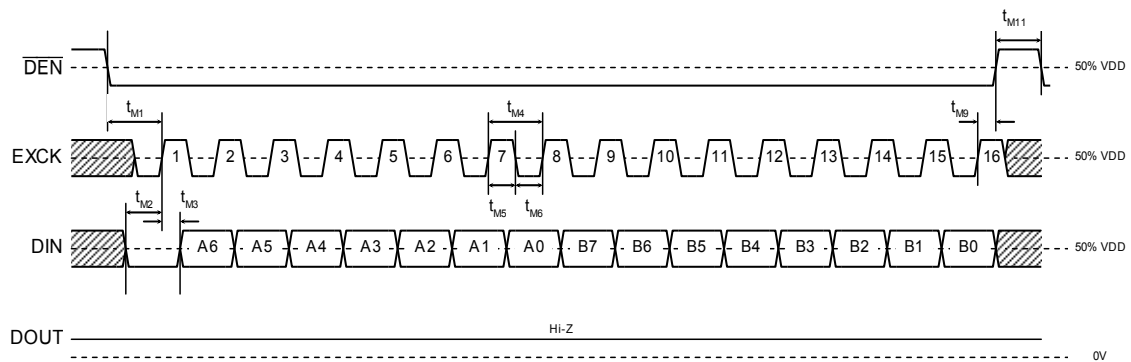 tM11
DEN
50% VDD
tM1
tM4
tM9
EXCK
1 2 3 4 5 6 7 8 9 10 11 12 13 14 15 16
50% VDD
tM2
tM3
tM5
tM6
DIN
A6 A5 A4 A3 A2 A1 A0 B7 B6 B5 B4 B3 B2 B1 B0
50% VDD
DOUT
Hi-Z
0V